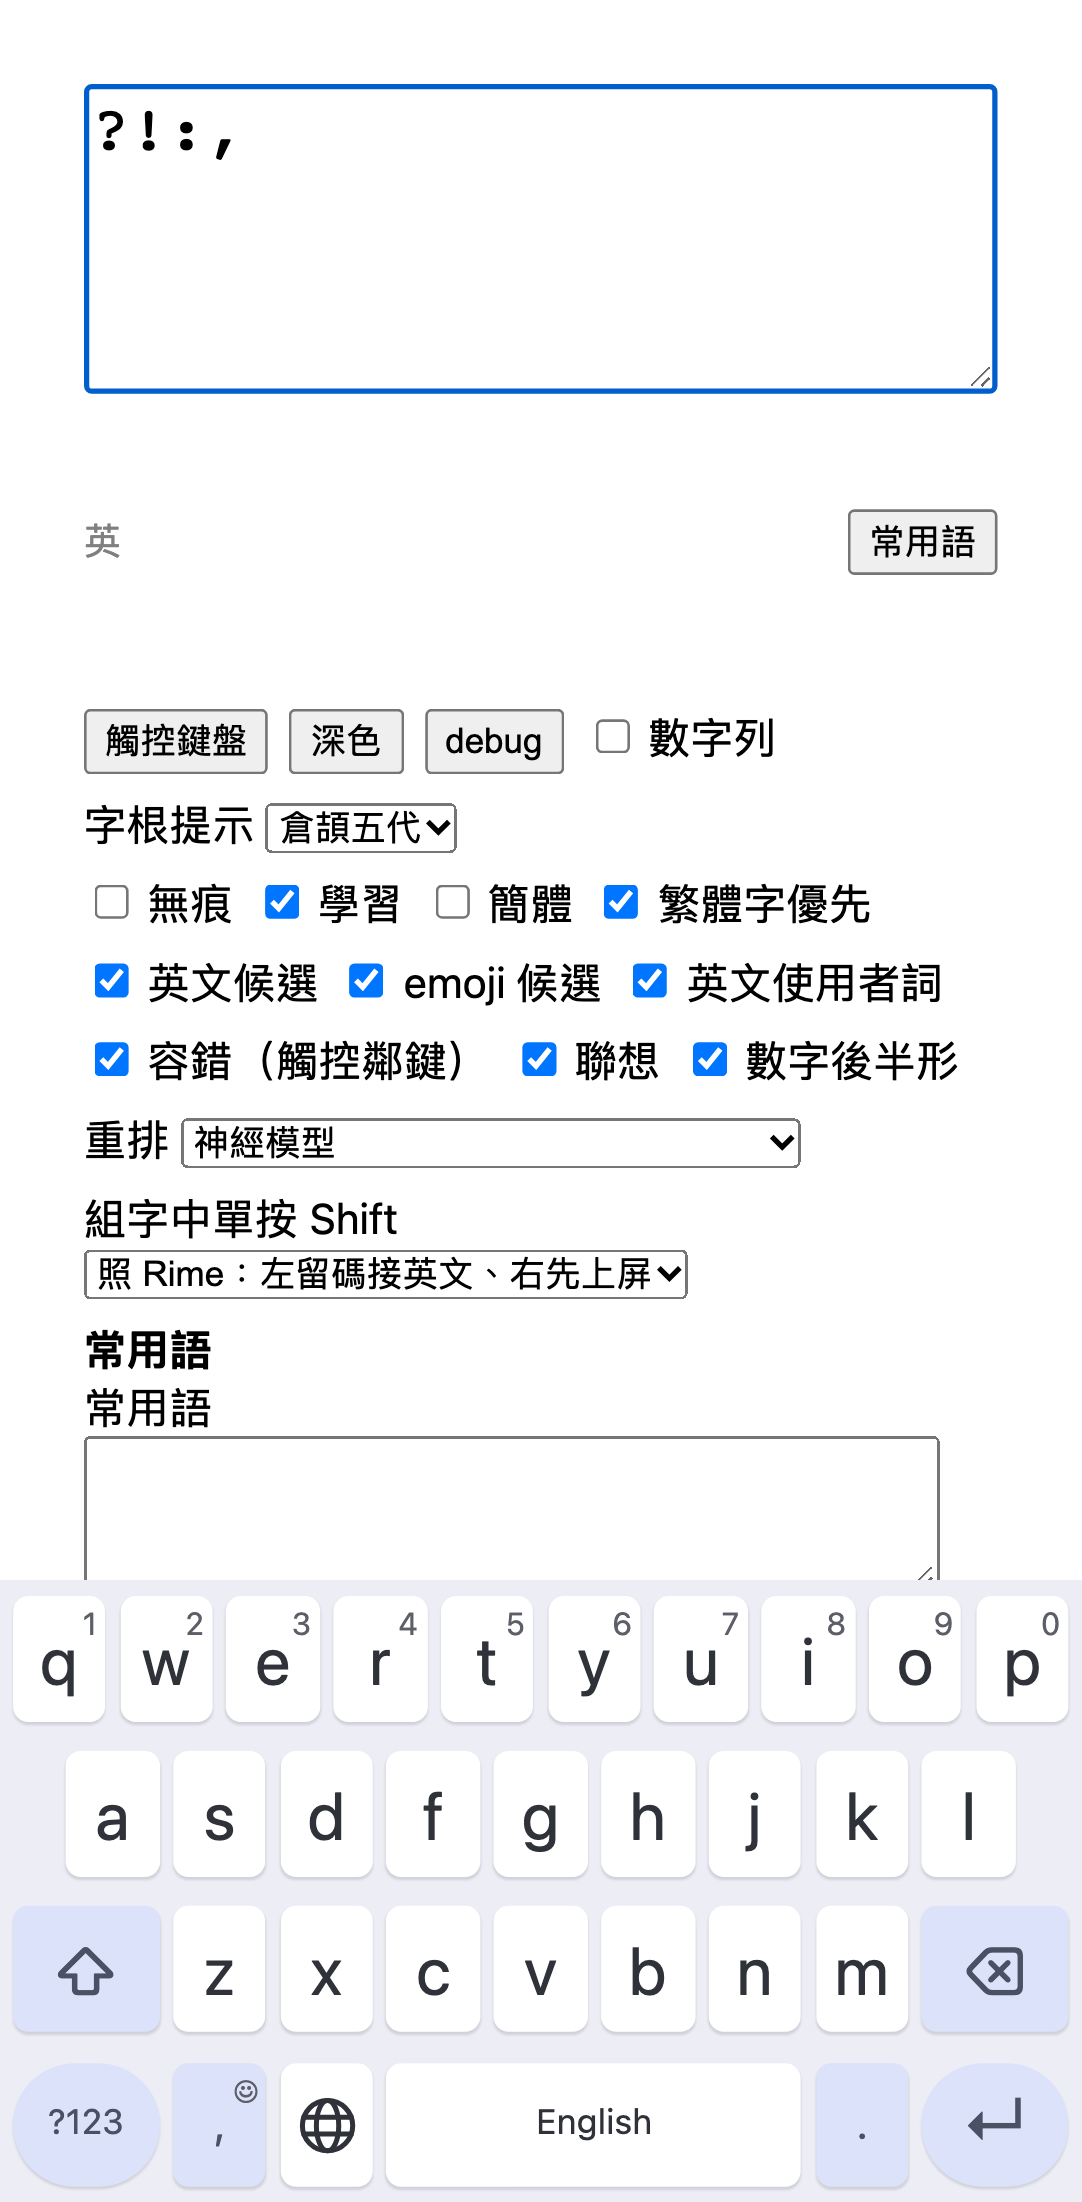 ?!:,
英 常用語
觸控鍵盤 深色 debug 數字列
字根提示 倉頡五代
無痕 學習 簡體 繁體字優先
英文候選 emoji 候選 英文使用者詞
容錯（觸控鄰鍵） 聯想 數字後半形
重排 神經模型
組字中單按 Shift
照 Rime：左留碼接英文、右先上屏
常用語
常用語
1 2 3 4 5 6 7 8 9 0
q w e r t y u i o p
a s d f g h j k l
z x c v b n m
?123 , English .